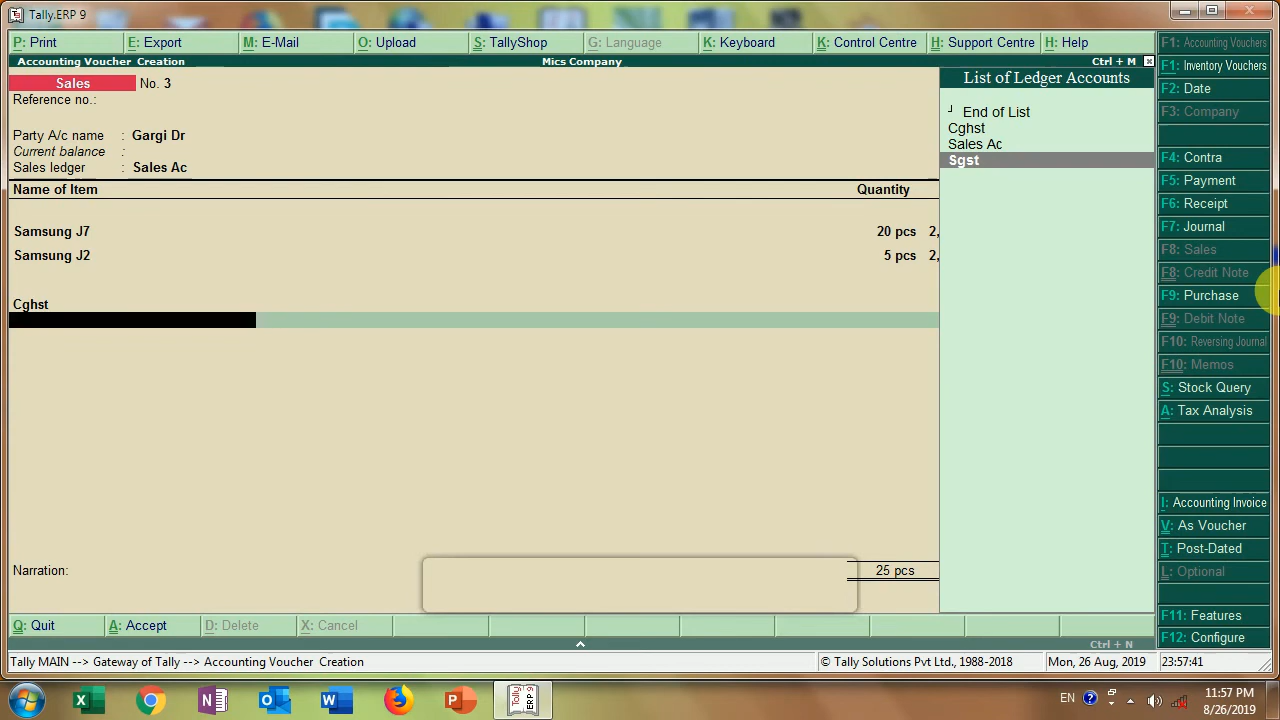 Tally.ERP 9
P: Print E: Export M: E-Mail O: Upload S: TallyShop G: Language K: Keyboard K: Control Centre H: Support Centre H: Help
Accounting Voucher Creation Mics Company Ctrl + M
Sales No. 3
Reference no.:
Party A/c name : Gargi Dr
Current balance :
Sales ledger : Sales Ac
Name of Item Quantity
Samsung J7 20 pcs 2,
Samsung J2 5 pcs 2,
Cghst
Narration: 25 pcs
List of Ledger Accounts
End of List
Cghst
Sales Ac
Sgst
F1: Accounting Vouchers
F1: Inventory Vouchers
F2: Date
F3: Company
F4: Contra
F5: Payment
F6: Receipt
F7: Journal
F8: Sales
F8: Credit Note
F9: Purchase
F9: Debit Note
F10: Reversing Journal
F10: Memos
S: Stock Query
A: Tax Analysis
I: Accounting Invoice
V: As Voucher
T: Post-Dated
L: Optional
F11: Features
F12: Configure
Q: Quit A: Accept D: Delete X: Cancel
Ctrl + N
Tally MAIN --> Gateway of Tally --> Accounting Voucher Creation © Tally Solutions Pvt Ltd., 1988-2018 Mon, 26 Aug, 2019 23:57:41
EN 11:57 PM
8/26/2019